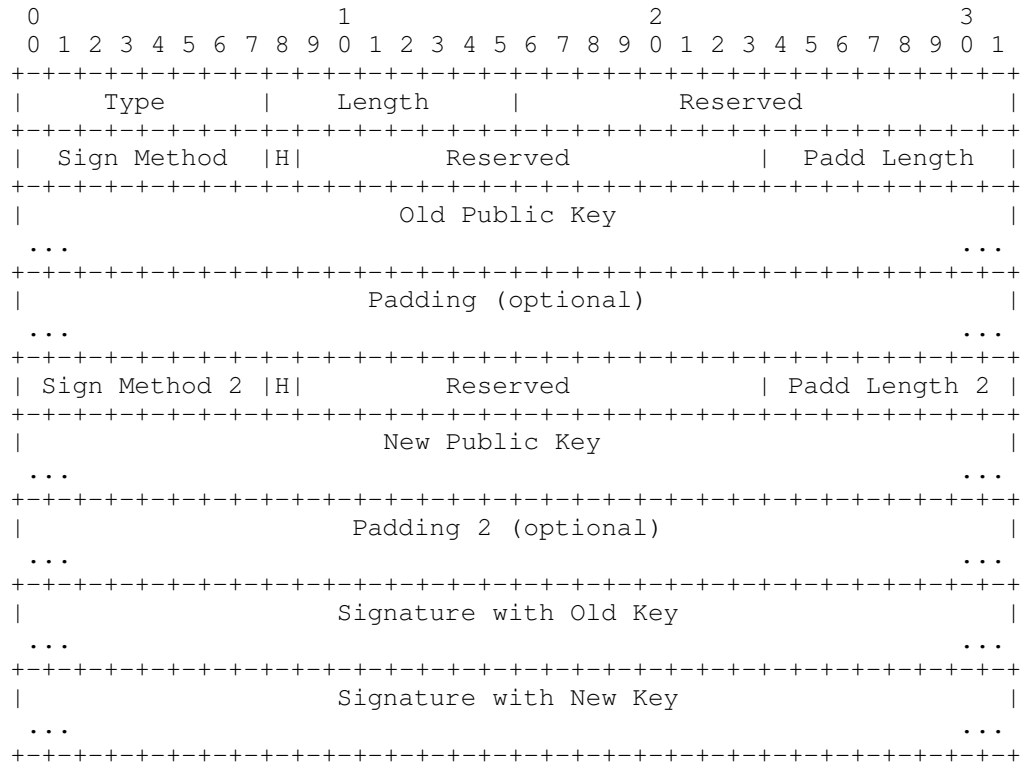 0                   1                   2                   3
 0 1 2 3 4 5 6 7 8 9 0 1 2 3 4 5 6 7 8 9 0 1 2 3 4 5 6 7 8 9 0 1
+-+-+-+-+-+-+-+-+-+-+-+-+-+-+-+-+-+-+-+-+-+-+-+-+-+-+-+-+-+-+-+-+
|     Type      |    Length     |          Reserved             |
+-+-+-+-+-+-+-+-+-+-+-+-+-+-+-+-+-+-+-+-+-+-+-+-+-+-+-+-+-+-+-+-+
|  Sign Method  |H|         Reserved            |  Padd Length  |
+-+-+-+-+-+-+-+-+-+-+-+-+-+-+-+-+-+-+-+-+-+-+-+-+-+-+-+-+-+-+-+-+
|                        Old Public Key                         |
 ...                                                         ...
+-+-+-+-+-+-+-+-+-+-+-+-+-+-+-+-+-+-+-+-+-+-+-+-+-+-+-+-+-+-+-+-+
|                      Padding (optional)                       |
 ...                                                         ...
+-+-+-+-+-+-+-+-+-+-+-+-+-+-+-+-+-+-+-+-+-+-+-+-+-+-+-+-+-+-+-+-+
| Sign Method 2 |H|         Reserved            | Padd Length 2 |
+-+-+-+-+-+-+-+-+-+-+-+-+-+-+-+-+-+-+-+-+-+-+-+-+-+-+-+-+-+-+-+-+
|                       New Public Key                          |
 ...                                                         ...
+-+-+-+-+-+-+-+-+-+-+-+-+-+-+-+-+-+-+-+-+-+-+-+-+-+-+-+-+-+-+-+-+
|                     Padding 2 (optional)                      |
 ...                                                         ...
+-+-+-+-+-+-+-+-+-+-+-+-+-+-+-+-+-+-+-+-+-+-+-+-+-+-+-+-+-+-+-+-+
|                    Signature with Old Key                     |
 ...                                                         ...
+-+-+-+-+-+-+-+-+-+-+-+-+-+-+-+-+-+-+-+-+-+-+-+-+-+-+-+-+-+-+-+-+
|                    Signature with New Key                     |
 ...                                                         ...
+-+-+-+-+-+-+-+-+-+-+-+-+-+-+-+-+-+-+-+-+-+-+-+-+-+-+-+-+-+-+-+-+